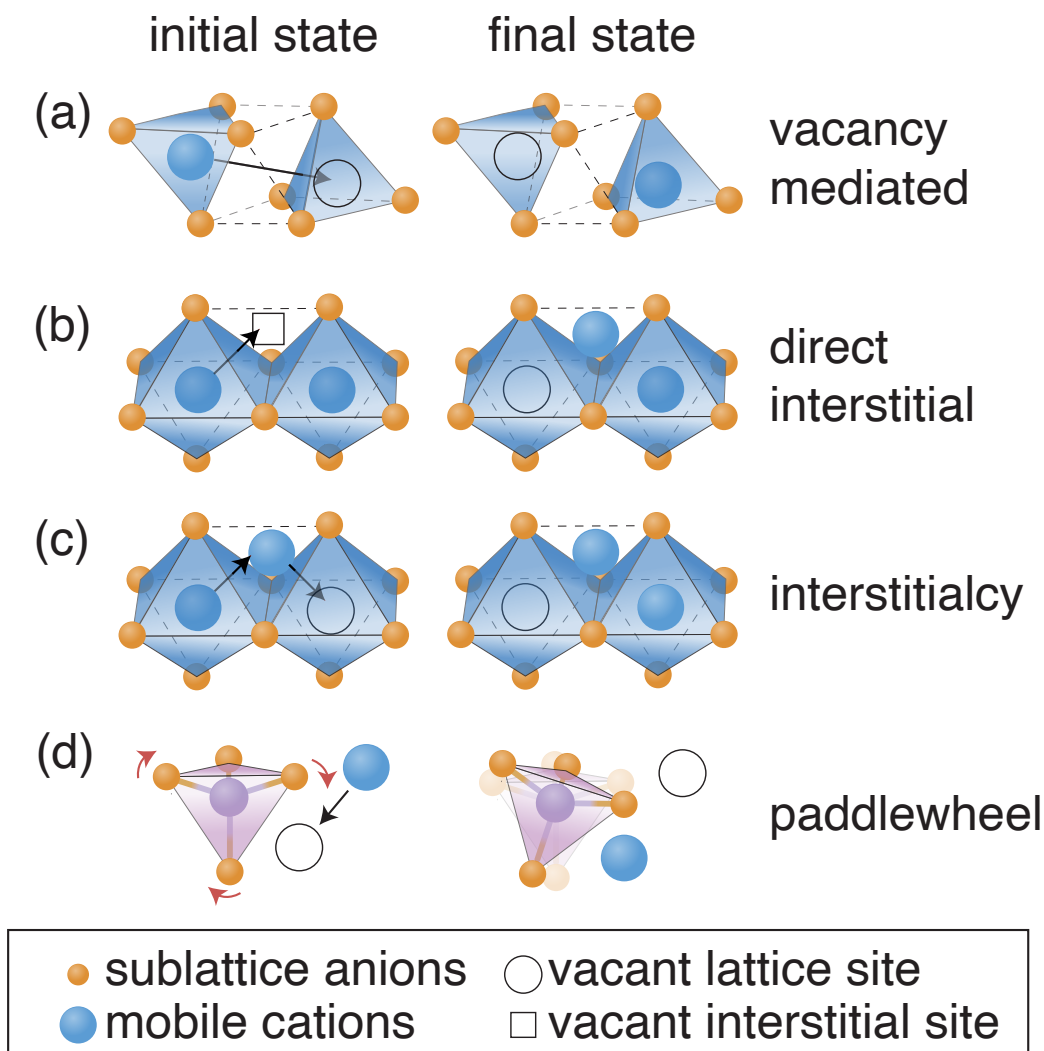 initial state final state
(a)
vacancy
mediated
(b)
direct
interstitial
(c)
interstitialcy
(d)
paddlewheel
sublattice anions vacant lattice site
mobile cations vacant interstitial site